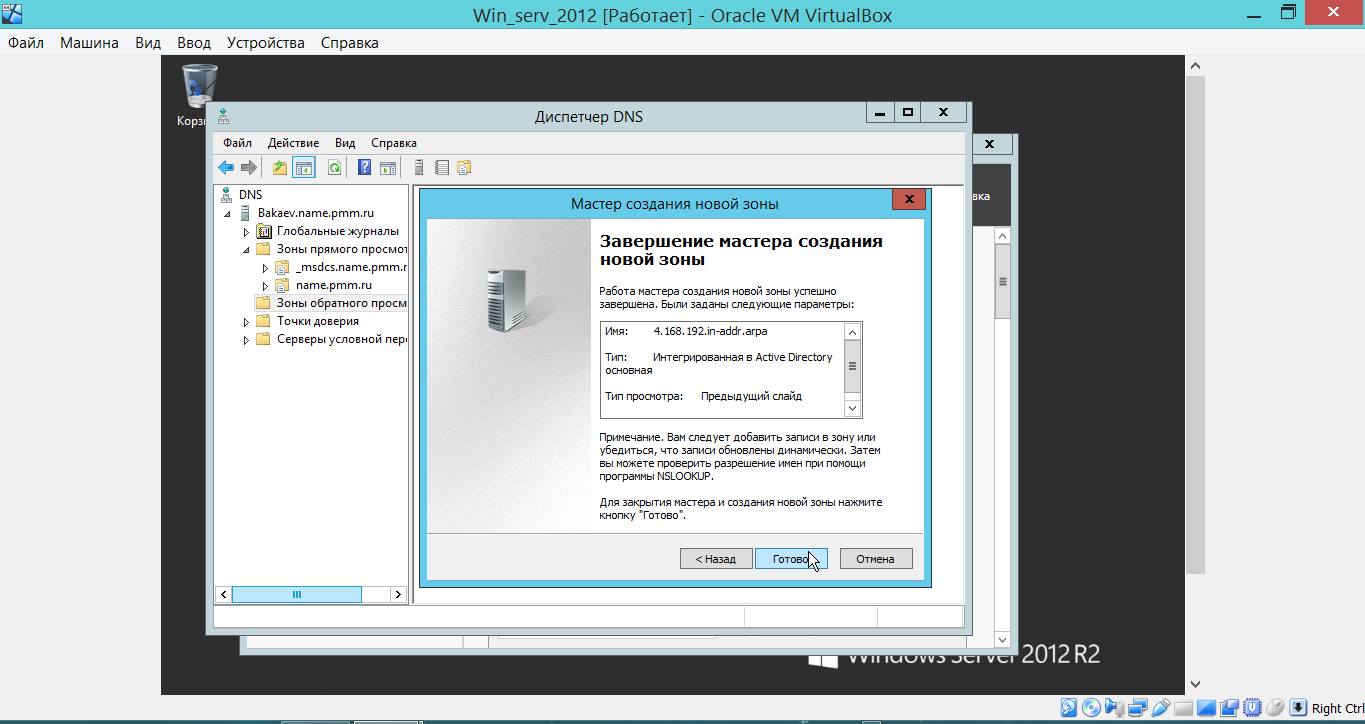 Win_serv_2012 [Работает] - Oracle VM VirtualBox
Файл Машина Вид Ввод Устройства Справка
Диспетчер DNS
Файл Действие Вид Справка
DNS
Bakaev.name.pmm.ru
Глобальные журналы
Зоны прямого
_msdcs.name.pmm.r
name.pmm.ru
Зоны обратного
Точки доверия
Серверы условной
Мастер создания новой зоны
Завершение мастера создания
новой зоны
Работа мастера создания новой зоны успешно
завершена. Были заданы следующие параметры:
Имя: 4.168.192.in-addr.arpa
Тип: Интегрированная в Active Directory
основная
Тип просмотра: Предыдущий слайд
Примечание. Вам следует добавить записи в зону или
убедиться, что записи обновлены динамически. Затем
вы можете проверить разрешение имен при помощи
программы NSLOOKUP.
Для закрытия мастера и создания новой зоны нажмите
кнопку "Готово".
< Назад Готово Отмена
Windows Server 2012 R2
Right Ctrl